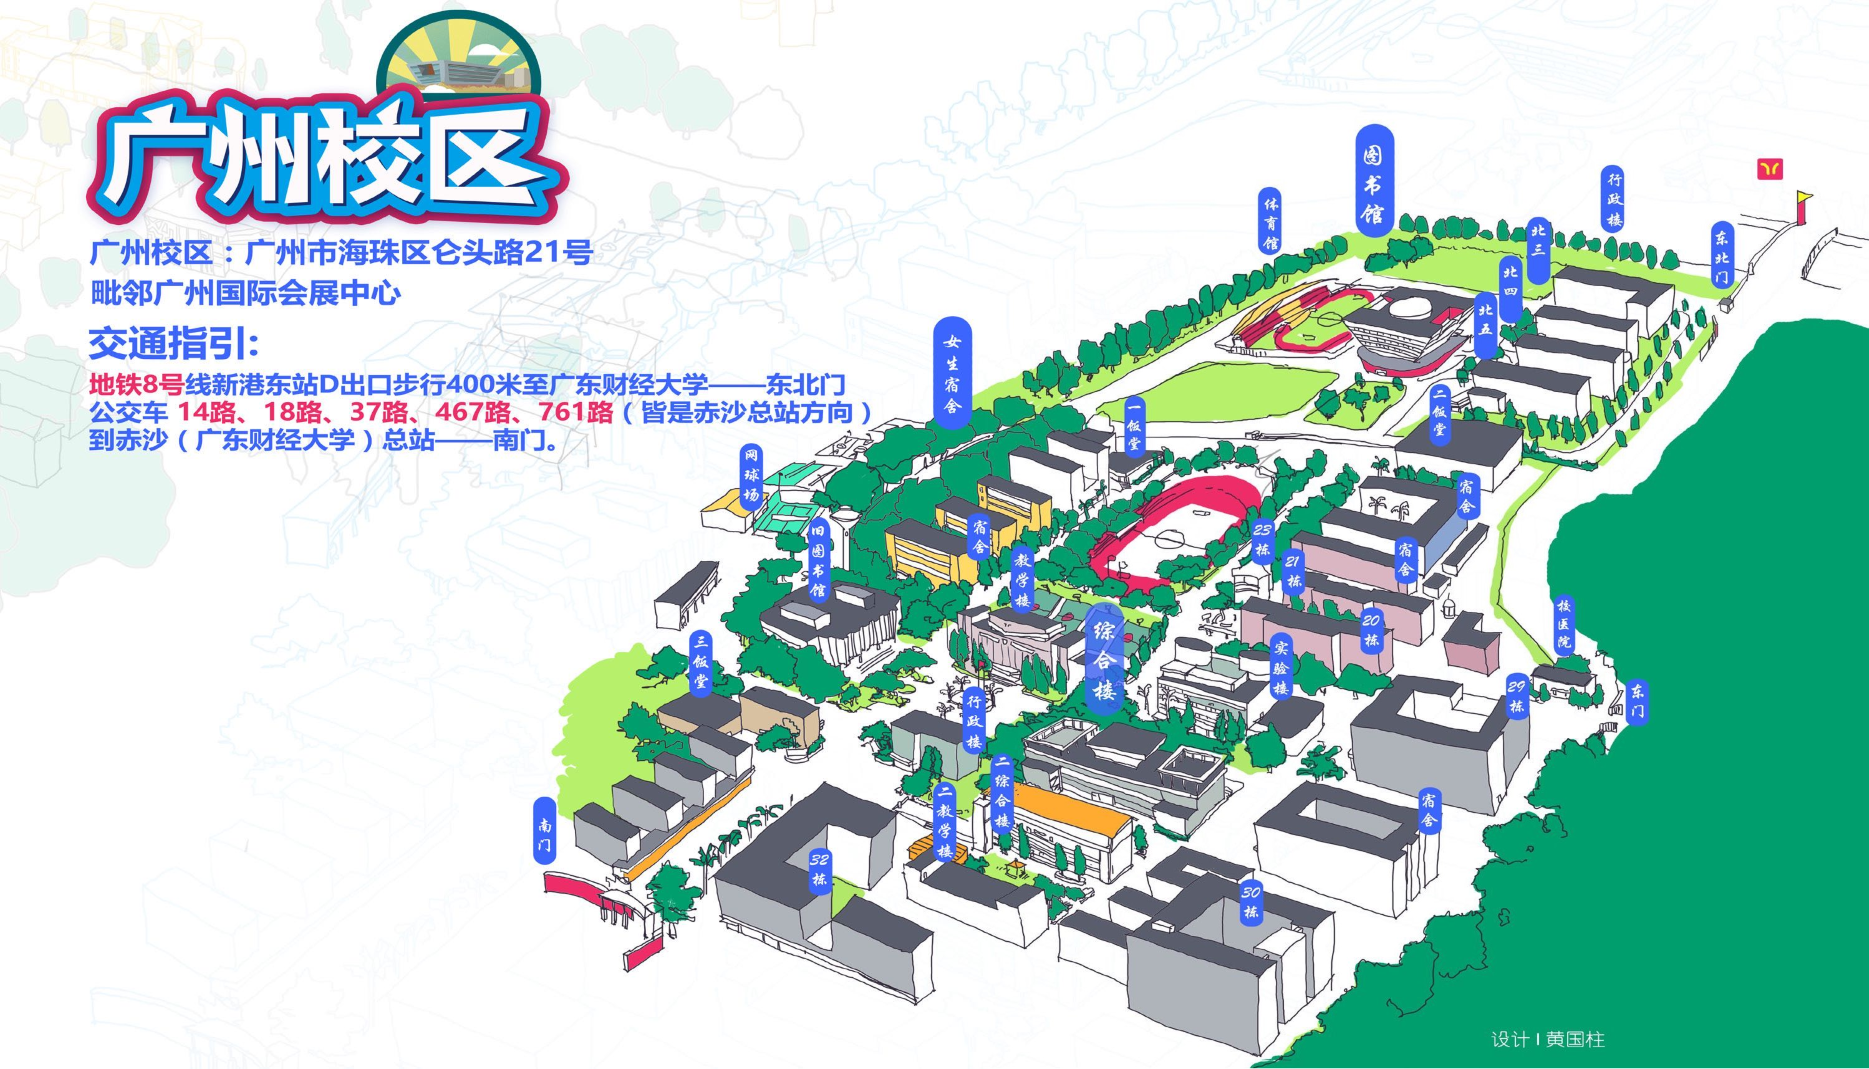 广州校区
广州校区：广州市海珠区仑头路21号
毗邻广州国际会展中心
交通指引:
地铁8号线新港东站D出口步行400米至广东财经大学——东北门
公交车 14路、18路、37路、467路、761路（皆是赤沙总站方向）
到赤沙（广东财经大学）总站——南门。
图书馆
行政楼
体育馆
北三
东北门
北四
北五
女生宿舍
二饭堂
一饭堂
网球场
宿舍
旧图书馆
宿舍
23栋
宿舍
教学楼
21栋
校医院
综合楼
20栋
三饭堂
实验楼
29栋
东门
行政楼
二综合楼
二教学楼
宿舍
南门
32栋
30栋
设计 | 黄国柱